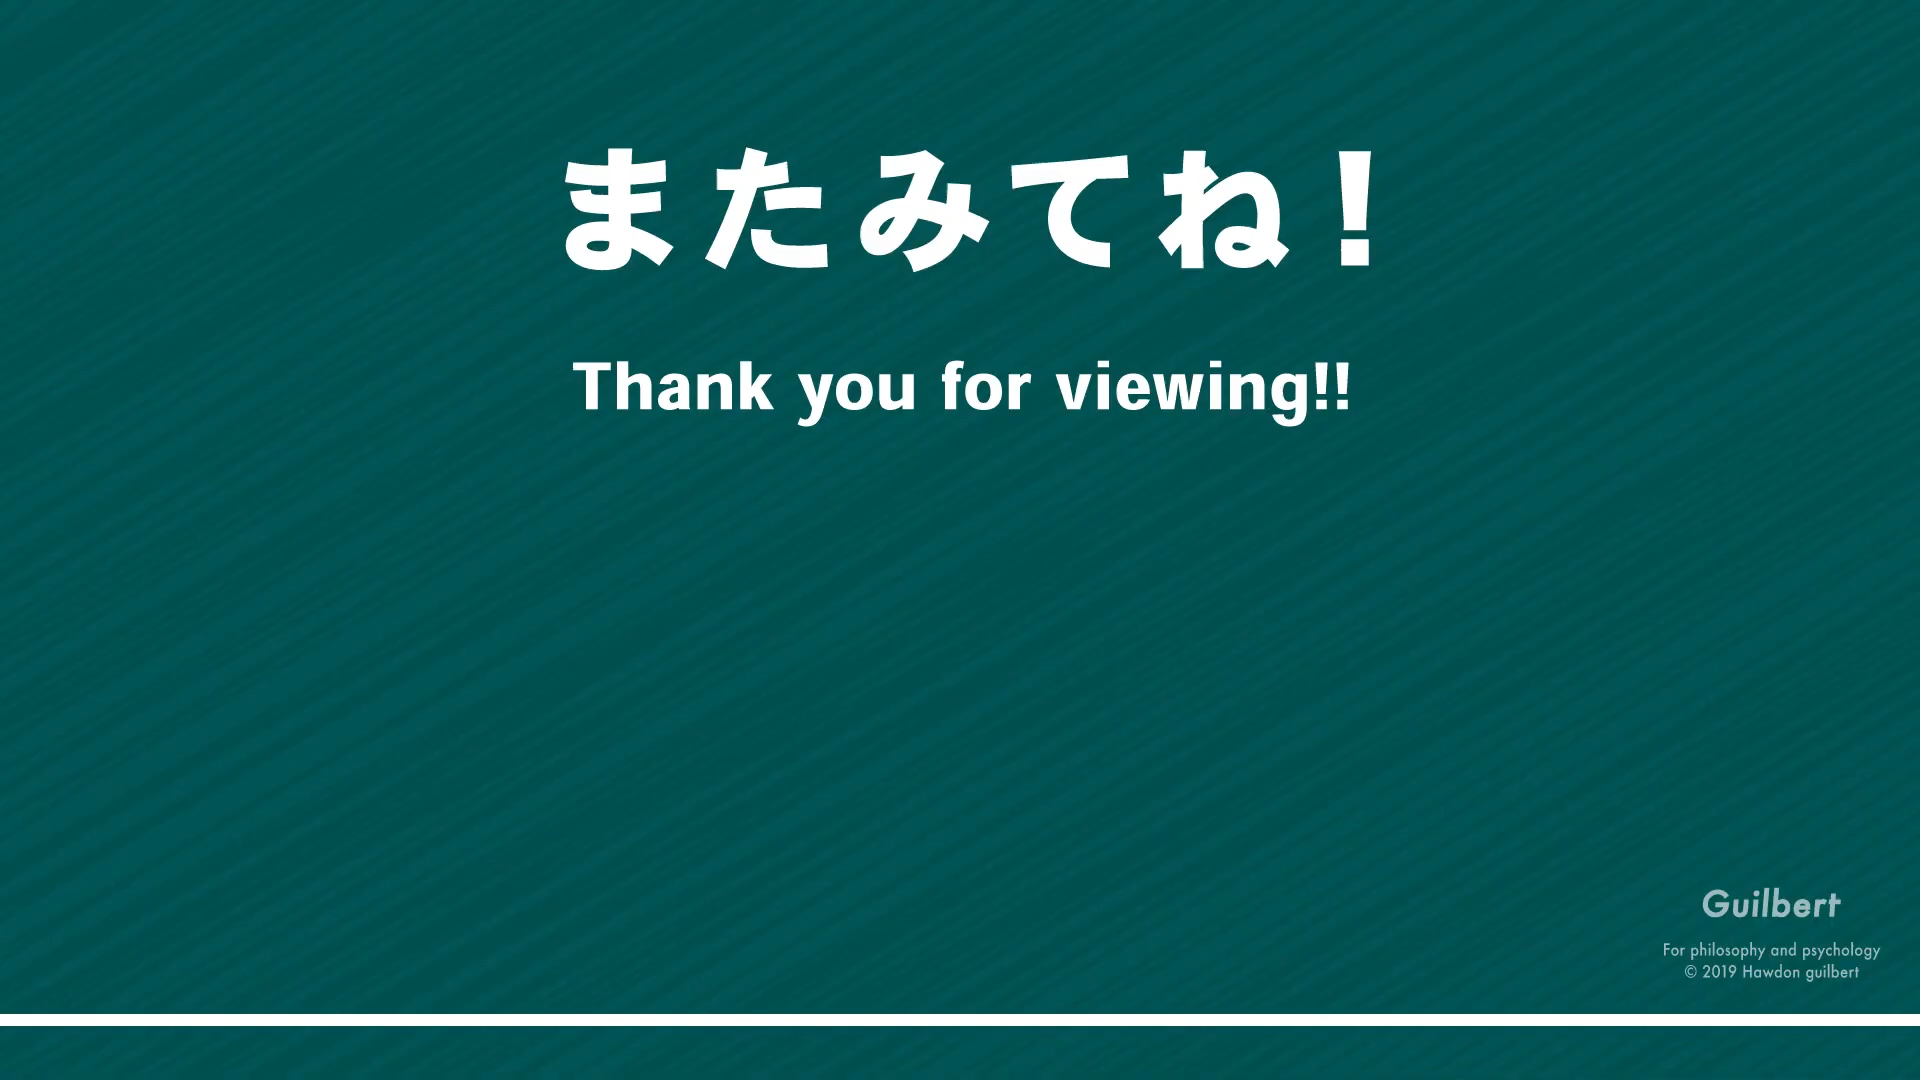 またみてね！
Thank you for viewing!!
Guilbert
For philosophy and psychology
© 2019 Hawdon guilbert